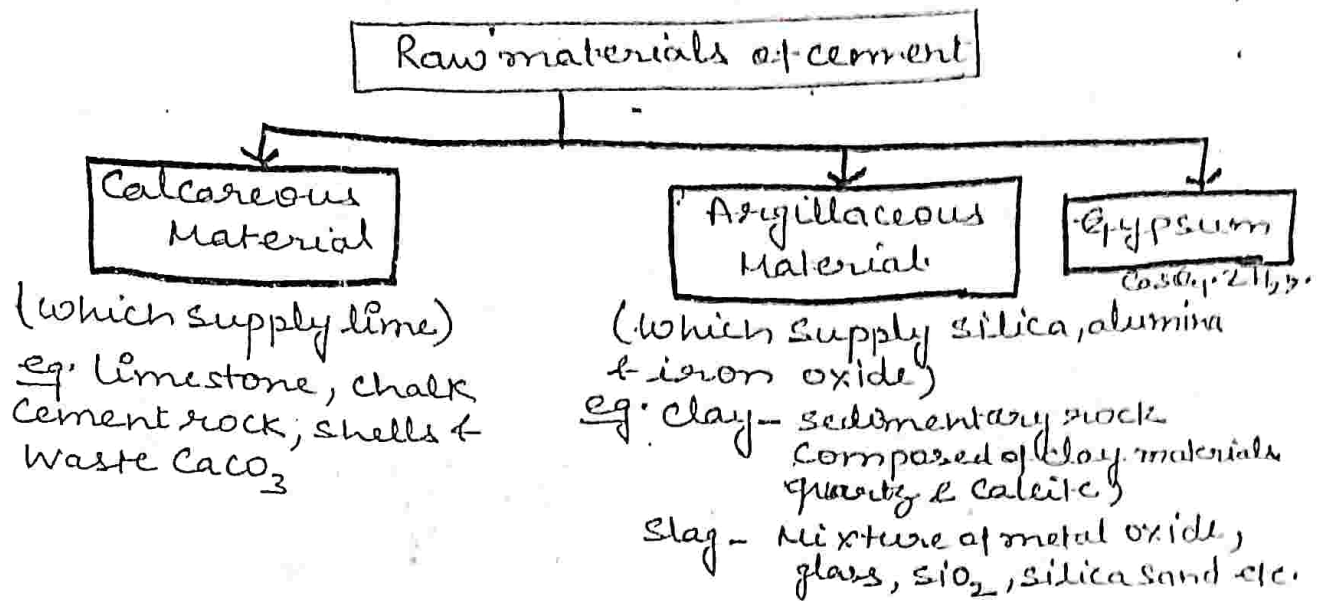 Raw materials of cement
Calcareous
Material
Argillaceous
Material
Gypsum
CaSO4.2H2O.
(which supply lime)
eg. limestone, chalk
cement rock, shells &
waste CaCO3
(which supply silica, alumina
& iron oxide)
eg. clay - sedimentary rock
composed of clay materials
quartz & calcite)
Slag - Mixture of metal oxide,
glass, SiO2, silica sand etc.